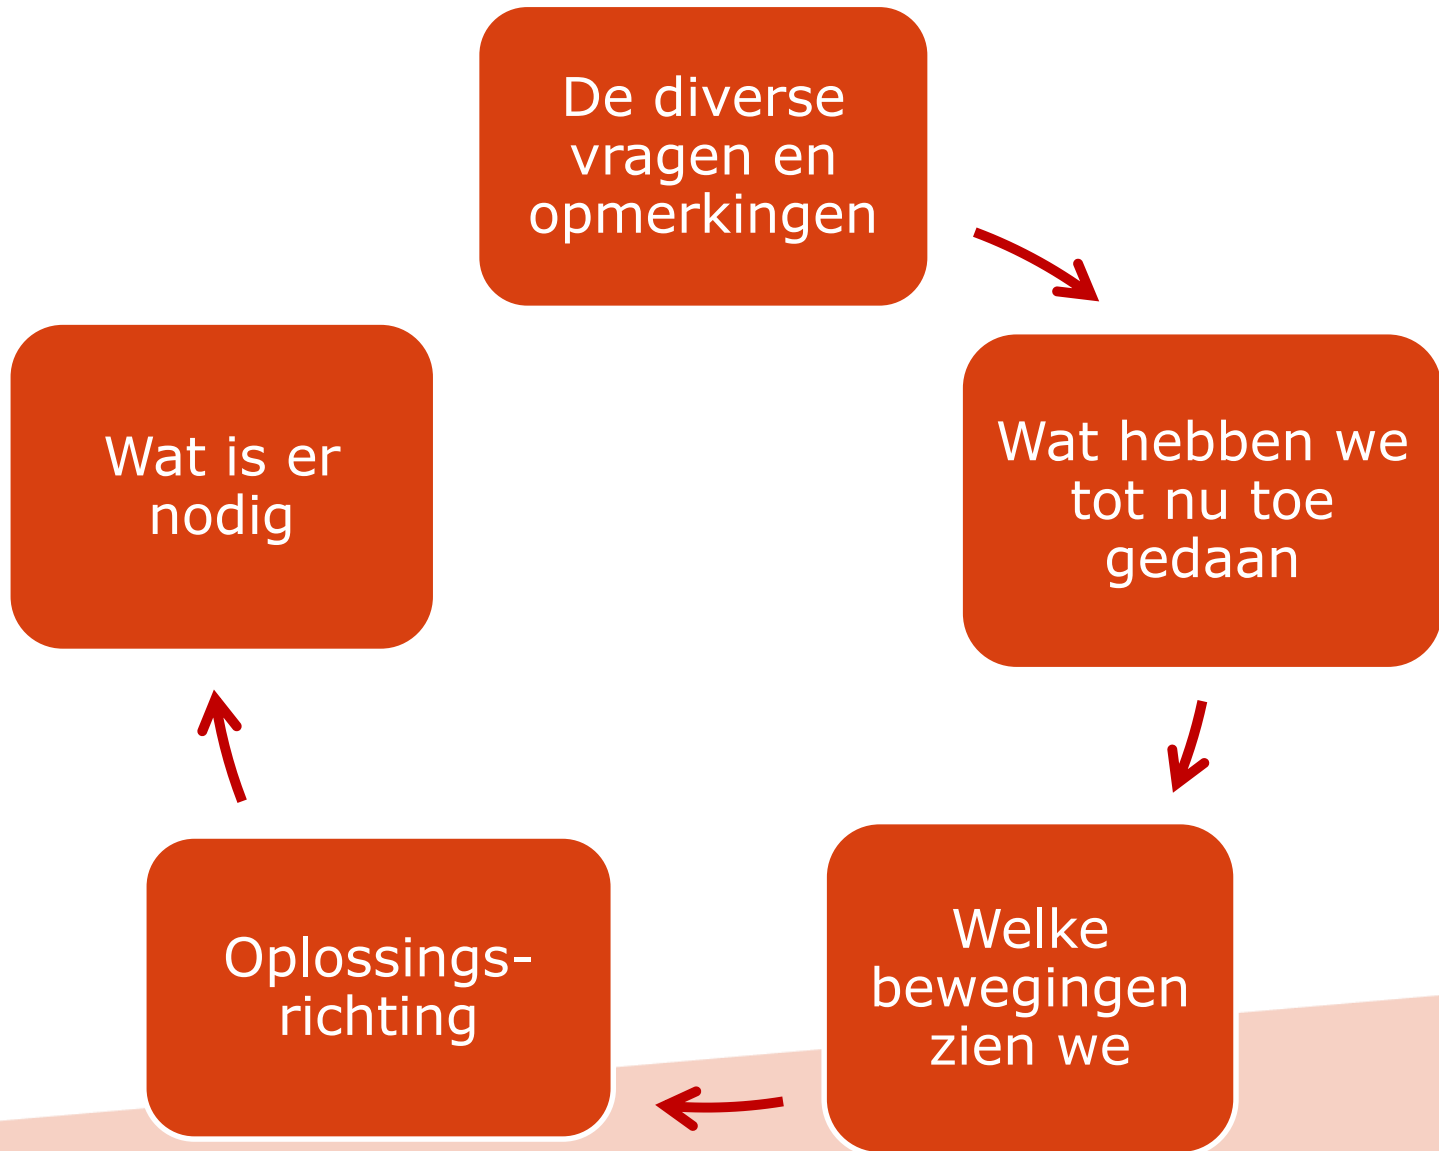 De diverse
vragen en
opmerkingen
Wat hebben we
tot nu toe
gedaan
Welke
bewegingen
zien we
Oplossings-
richting
Wat is er
nodig